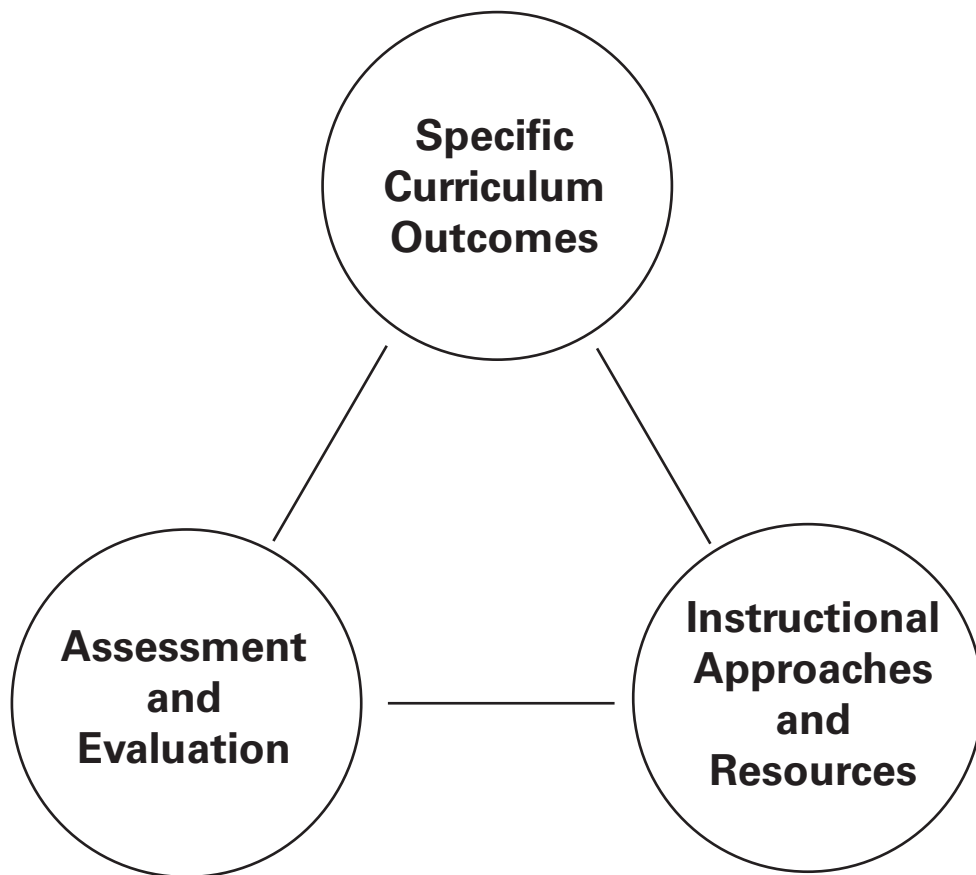 Specific
Curriculum
Outcomes
Assessment
and
Evaluation
Instructional
Approaches
and
Resources